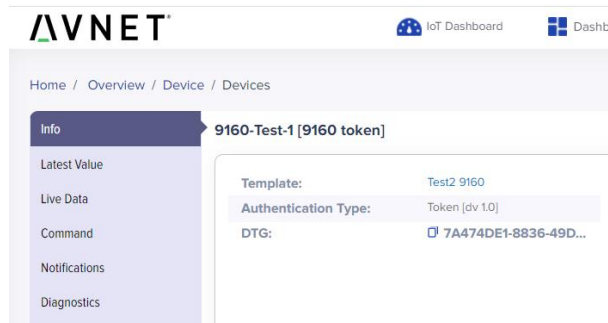 AVNET
IoT Dashboard
Home / Overview / Device / Devices
Info
9160-Test-1 [9160 token]
Latest Value
Template: Test2 9160
Live Data
Authentication Type: Token [dv 1.0]
Command
DTG: 7A474DE1-8836-49D...
Notifications
Diagnostics